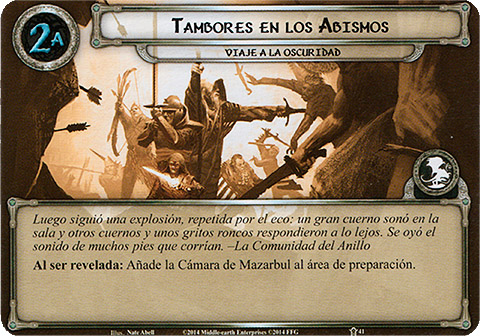 2A
TAMBORES EN LOS ABISMOS
VIAJE A LA OSCURIDAD
Luego siguió una explosión, repetida por el eco: un gran cuerno sonó en la
sala y otros cuernos y unos gritos roncos respondieron a lo lejos. Se oyó el
sonido de muchos pies que corrían. –La Comunidad del Anillo
Al ser revelada: Añade la Cámara de Mazarbul al área de preparación.
Illus. Nate Abell ©2014 Middle-earth Enterprises ©2014 FFG 41